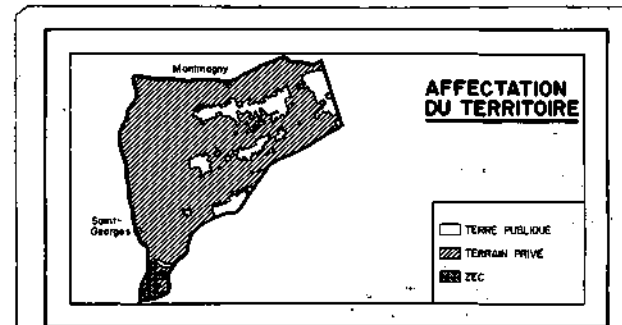 Montmagny
AFFECTATION
DU TERRITOIRE
Saint-
Georges
TERRE PUBLIQUE
TERRAIN PRIVÉ
ZEC